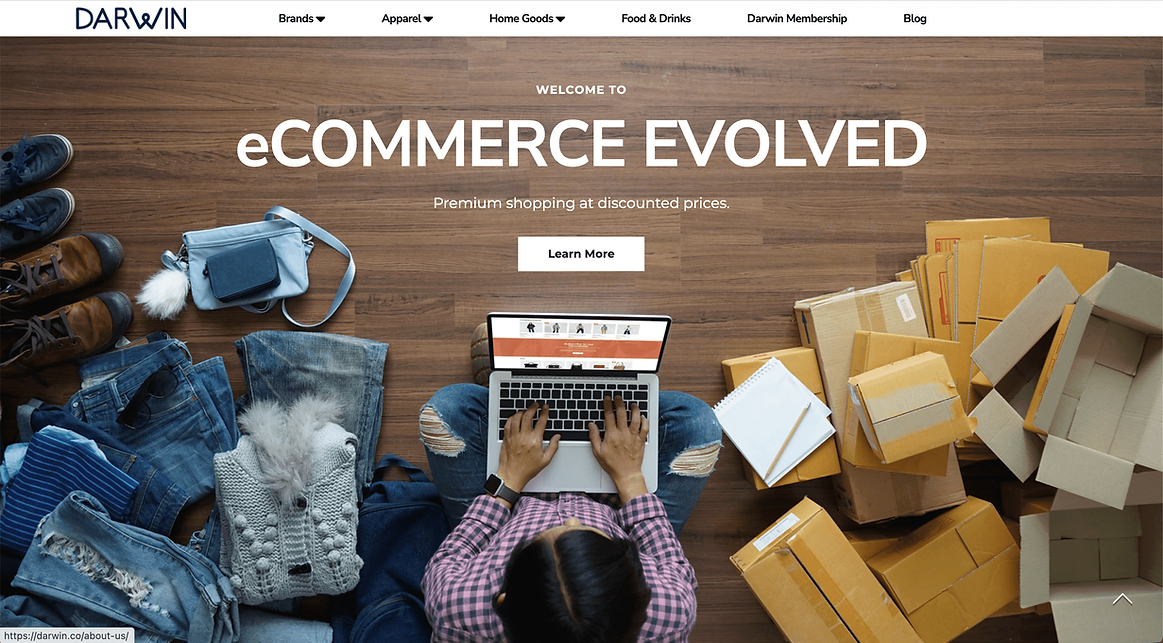 DARWIN
Brands Apparel Home Goods Food & Drinks Darwin Membership Blog
WELCOME TO
eCOMMERCE EVOLVED
Premium shopping at discounted prices.
Learn More
https://darwin.co/about-us/